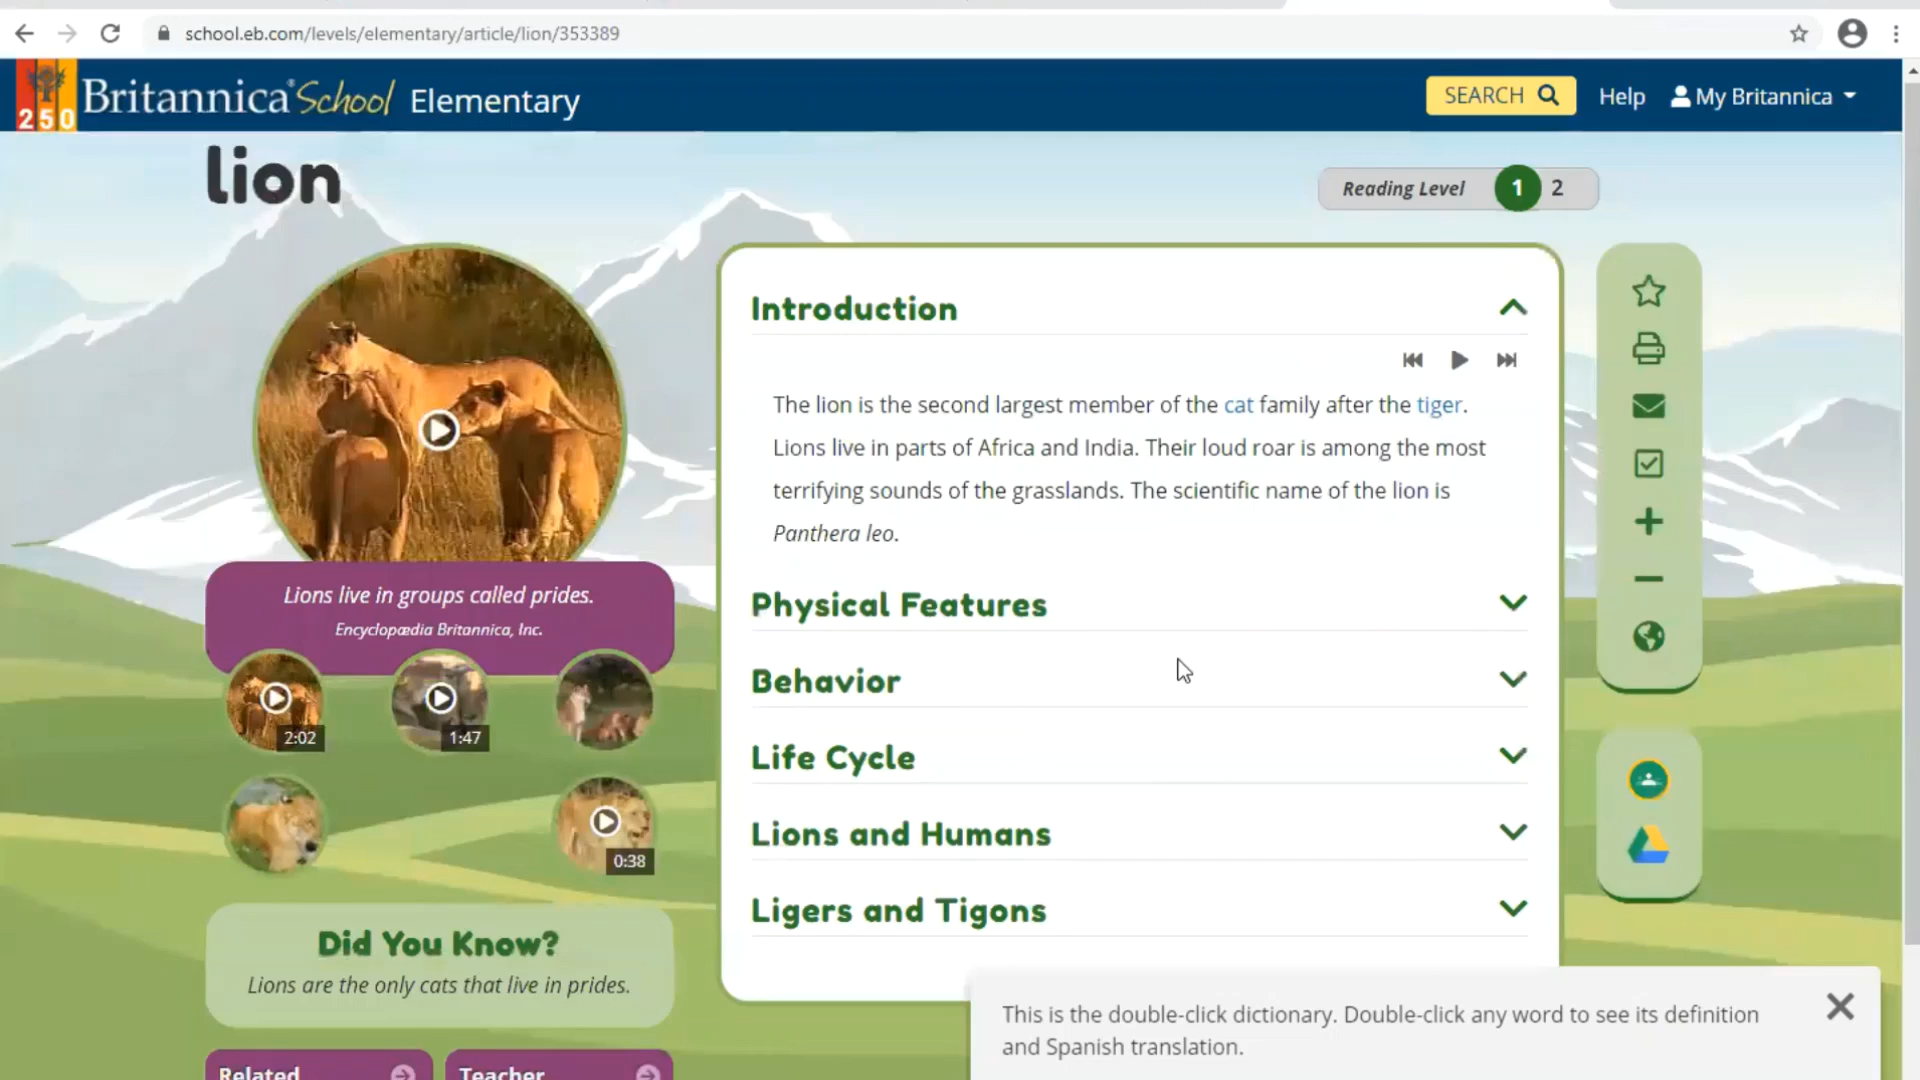 school.eb.com/levels/elementary/article/lion/353389
250
Britannica School Elementary
SEARCH
Help
My Britannica
lion
Reading Level 1 2
Introduction
The lion is the second largest member of the cat family after the tiger.
Lions live in parts of Africa and India. Their loud roar is among the most
terrifying sounds of the grasslands. The scientific name of the lion is
Panthera leo.
Lions live in groups called prides.
Encyclopædia Britannica, Inc.
2:02
1:47
0:38
Physical Features
Behavior
Life Cycle
Lions and Humans
Ligers and Tigons
Did You Know?
Lions are the only cats that live in prides.
Related
Teacher
This is the double-click dictionary. Double-click any word to see its definition
and Spanish translation.